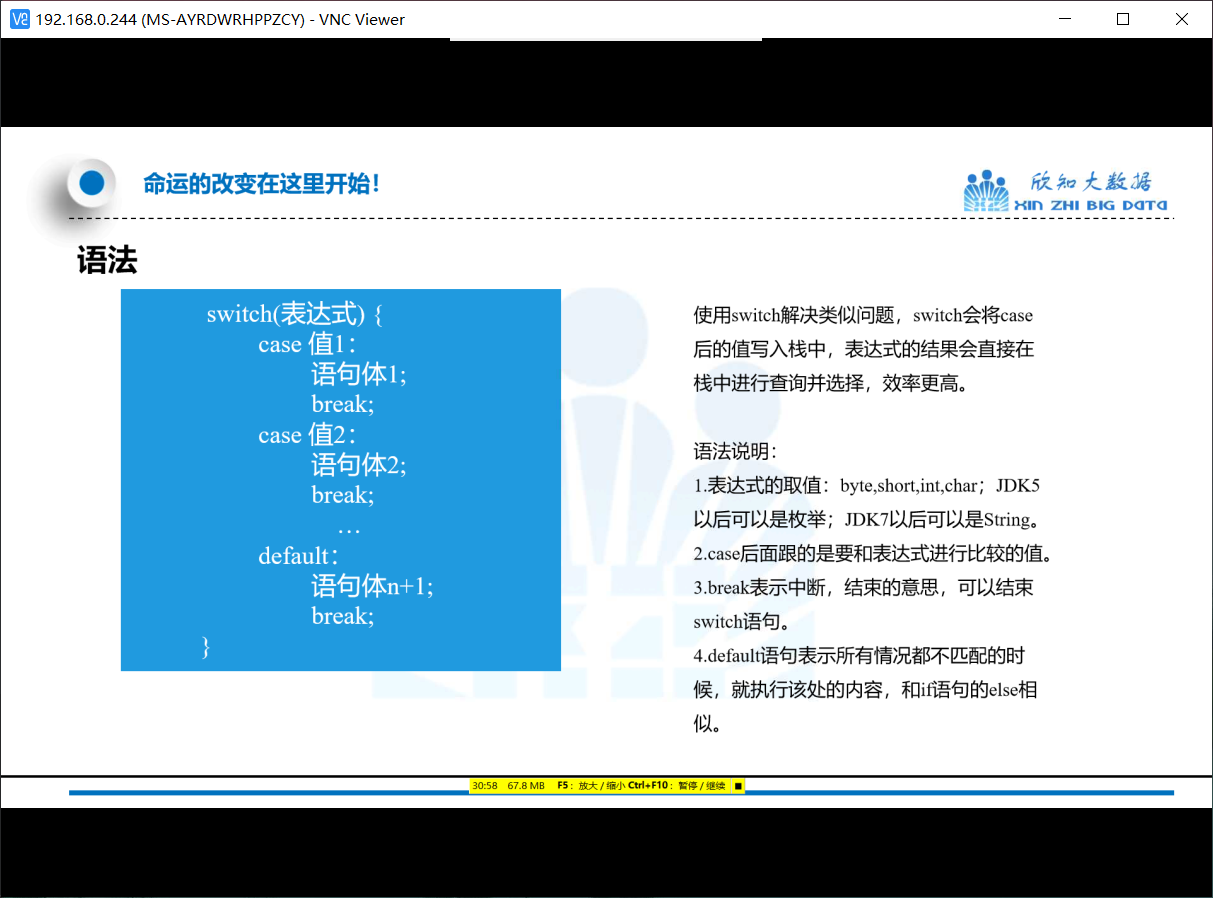 192.168.0.244 (MS-AYRDWRHPPZCY) - VNC Viewer
命运的改变在这里开始！
欣知大数据
XIN ZHI BIG DATA
语法
switch(表达式) {
case 值1：
语句体1;
break;
case 值2：
语句体2;
break;
…
default：
语句体n+1;
break;
}
使用switch解决类似问题，switch会将case
后的值写入栈中，表达式的结果会直接在
栈中进行查询并选择，效率更高。
语法说明：
1.表达式的取值：byte,short,int,char；JDK5
以后可以是枚举；JDK7以后可以是String。
2.case后面跟的是要和表达式进行比较的值。
3.break表示中断，结束的意思，可以结束
switch语句。
4.default语句表示所有情况都不匹配的时
候，就执行该处的内容，和if语句的else相
似。
30:58 67.8 MB F5：放大 / 缩小 Ctrl+F10：暂停 / 继续